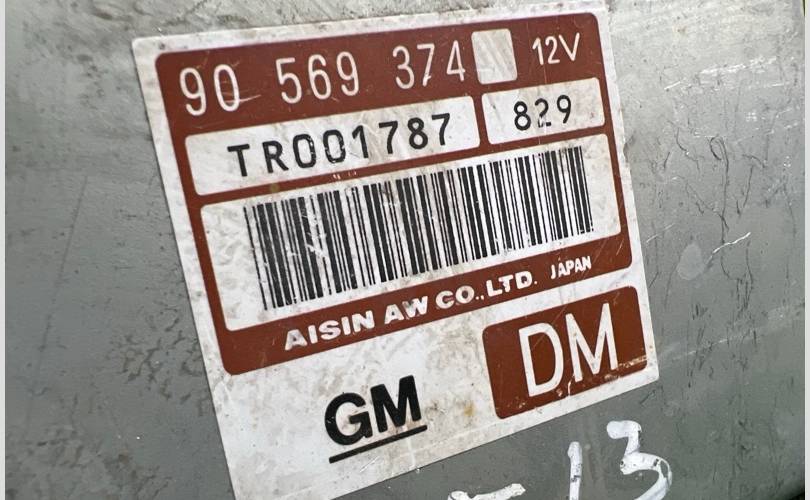 90 569 374 12V
TR001787 829
AISIN AW CO.,LTD. JAPAN
GM DM
-13